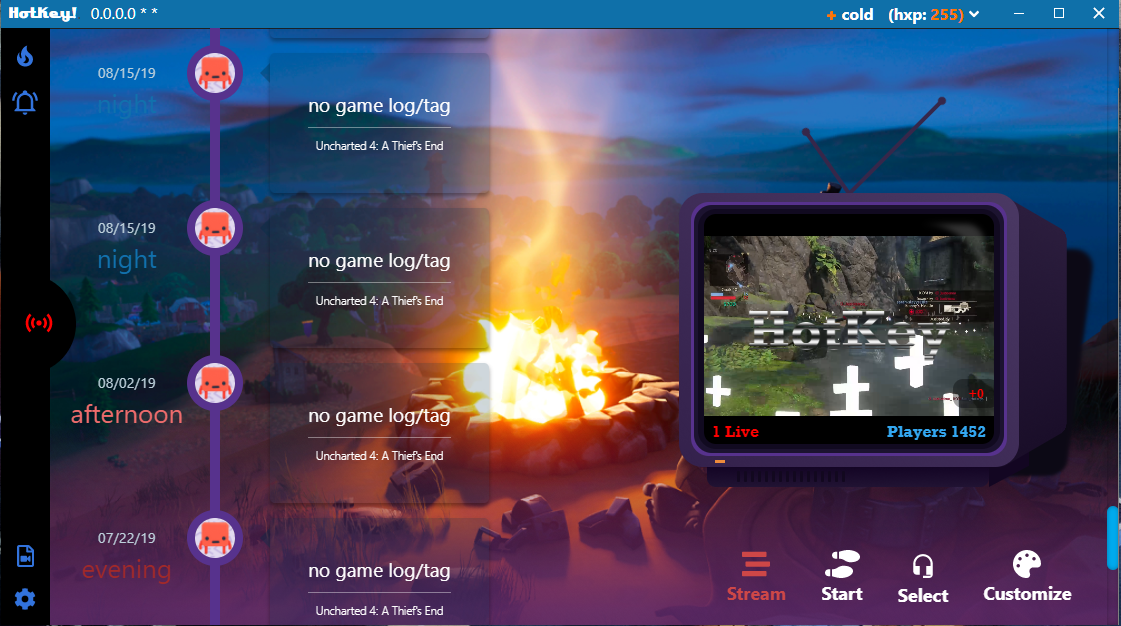 HotKey! 0.0.0.0 * * + cold (hxp: 255)
08/15/19
night
no game log/tag
Uncharted 4: A Thief's End
08/15/19
night
no game log/tag
Uncharted 4: A Thief's End
08/02/19
afternoon
no game log/tag
Uncharted 4: A Thief's End
07/22/19
evening
no game log/tag
Uncharted 4: A Thief's End
HotKey
+0
1 Live Players 1452
Stream Start Select Customize